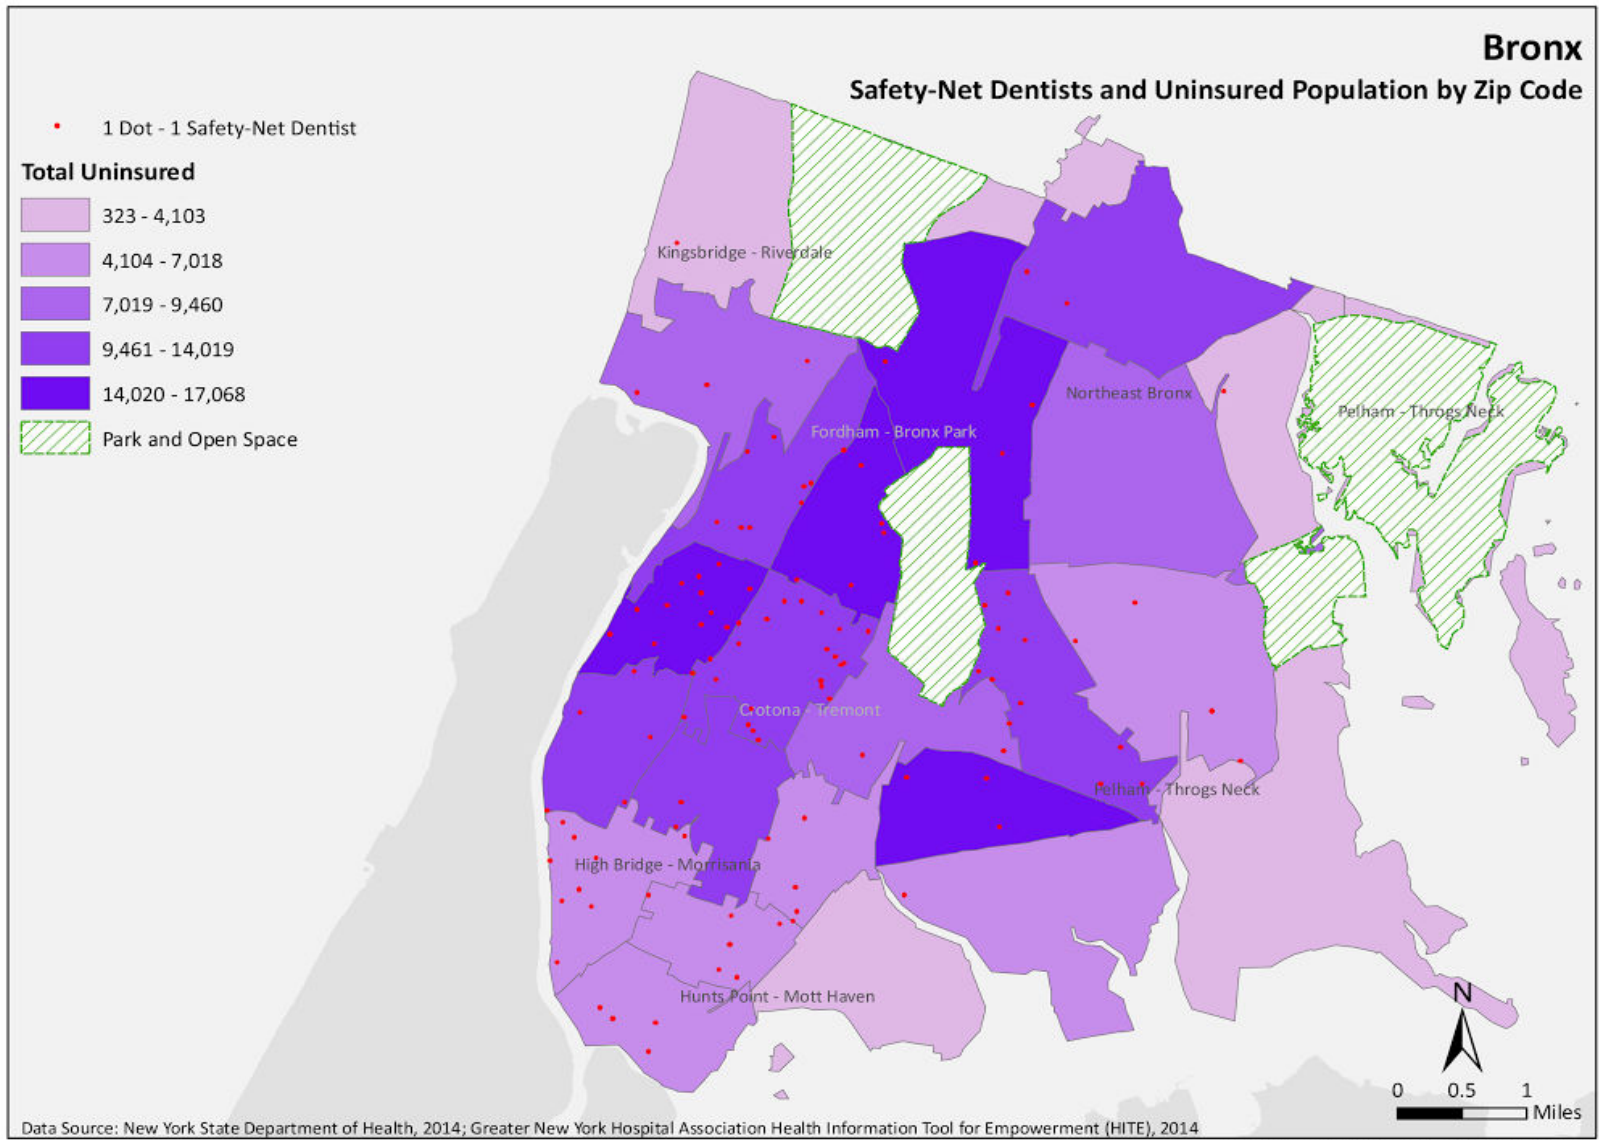 Bronx
Safety-Net Dentists and Uninsured Population by Zip Code
1 Dot - 1 Safety-Net Dentist
Total Uninsured
323 - 4,103
4,104 - 7,018
7,019 - 9,460
9,461 - 14,019
14,020 - 17,068
Park and Open Space
Kingsbridge - Riverdale
Northeast Bronx
Pelham - Throgs Neck
Fordham - Bronx Park
Crotona - Tremont
Pelham - Throgs Neck
High Bridge - Morrisania
Hunts Point - Mott Haven
N
0 0.5 1
Miles
Data Source: New York State Department of Health, 2014; Greater New York Hospital Association Health Information Tool for Empowerment (HITE), 2014